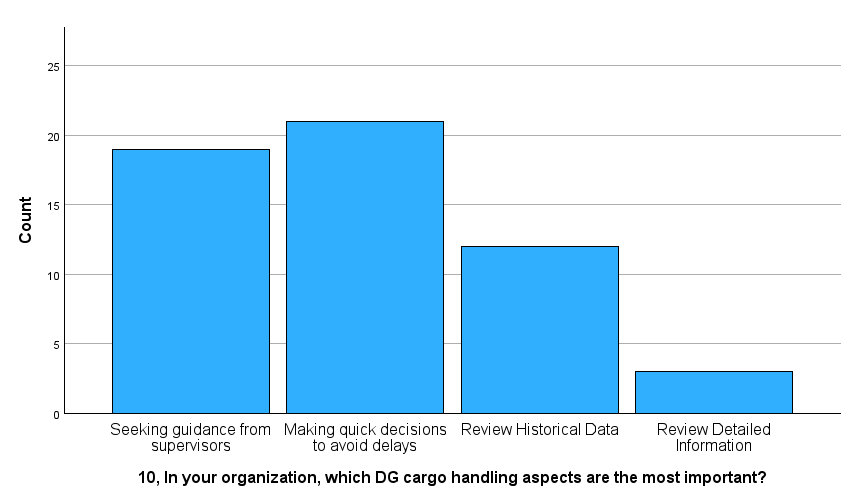 25
20
15
10
5
0
Count
Seeking guidance from
supervisors
Making quick decisions
to avoid delays
Review Historical Data
Review Detailed
Information
10, In your organization, which DG cargo handling aspects are the most important?